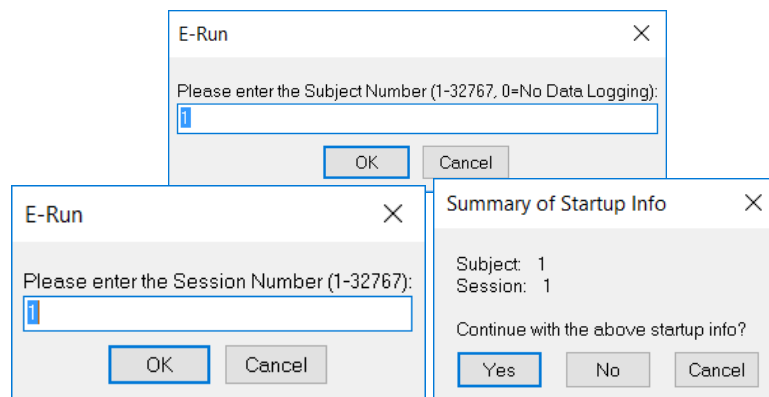 E-Run
Please enter the Subject Number (1-32767, 0=No Data Logging):
1
OK Cancel
E-Run
Please enter the Session Number (1-32767):
1
OK Cancel
Summary of Startup Info
Subject: 1
Session: 1
Continue with the above startup info?
Yes No Cancel